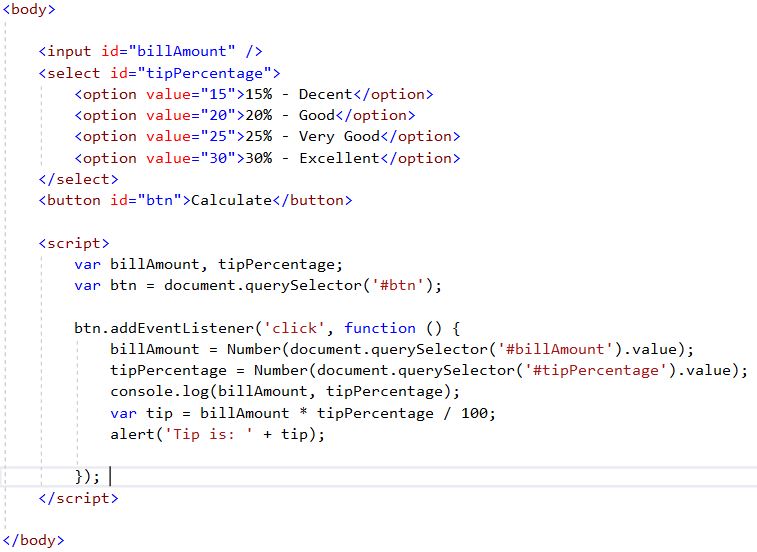 <body>
<input id="billAmount" />
<select id="tipPercentage">
<option value="15">15% - Decent</option>
<option value="20">20% - Good</option>
<option value="25">25% - Very Good</option>
<option value="30">30% - Excellent</option>
</select>
<button id="btn">Calculate</button>
<script>
var billAmount, tipPercentage;
var btn = document.querySelector('#btn');
btn.addEventListener('click', function () {
billAmount = Number(document.querySelector('#billAmount').value);
tipPercentage = Number(document.querySelector('#tipPercentage').value);
console.log(billAmount, tipPercentage);
var tip = billAmount * tipPercentage / 100;
alert('Tip is: ' + tip);
});
</script>
</body>